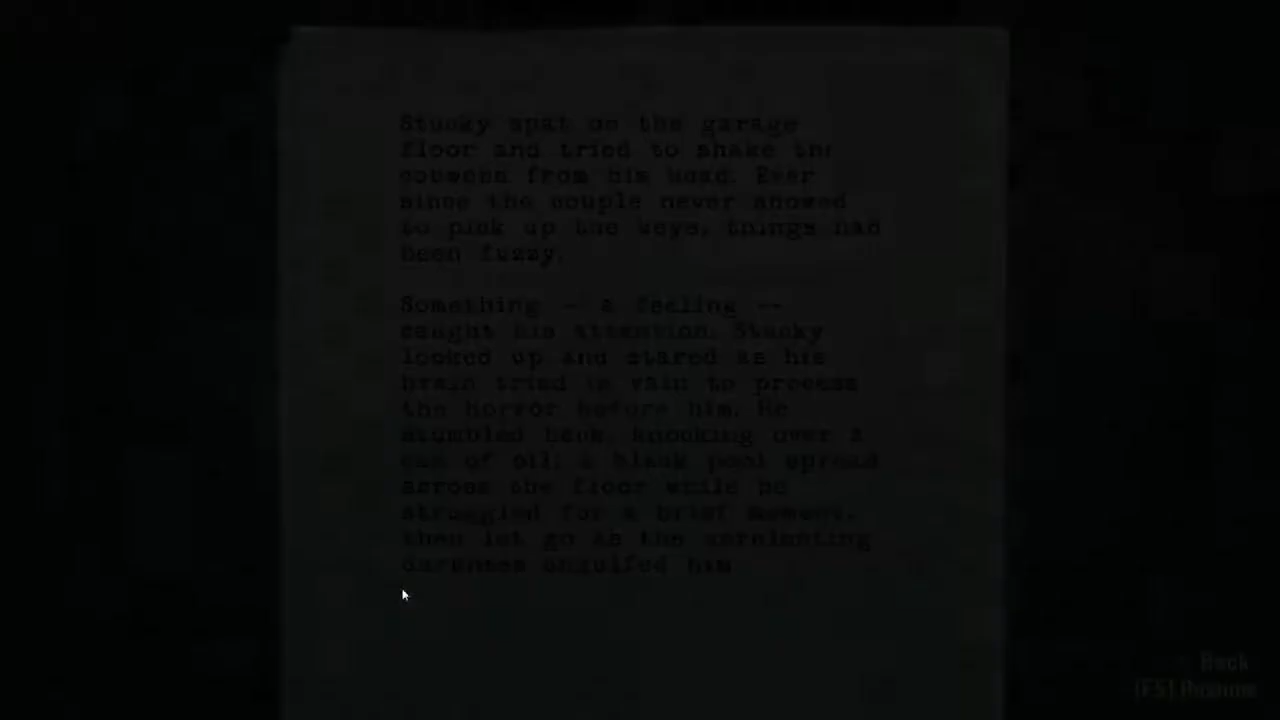 Stucky spat on the garage
floor and tried to shake the
cobwebs from his head. Ever
since the couple never showed
to pick up the keys, things had
been fuzzy.
Something -- a feeling --
caught his attention. Stucky
looked up and stared as his
brain tried in vain to process
the horror before him. He
stumbled back, knocking over a
can of oil; a black pool spread
across the floor while he
struggled for a brief moment,
then let go as the unrelenting
darkness engulfed him
Back